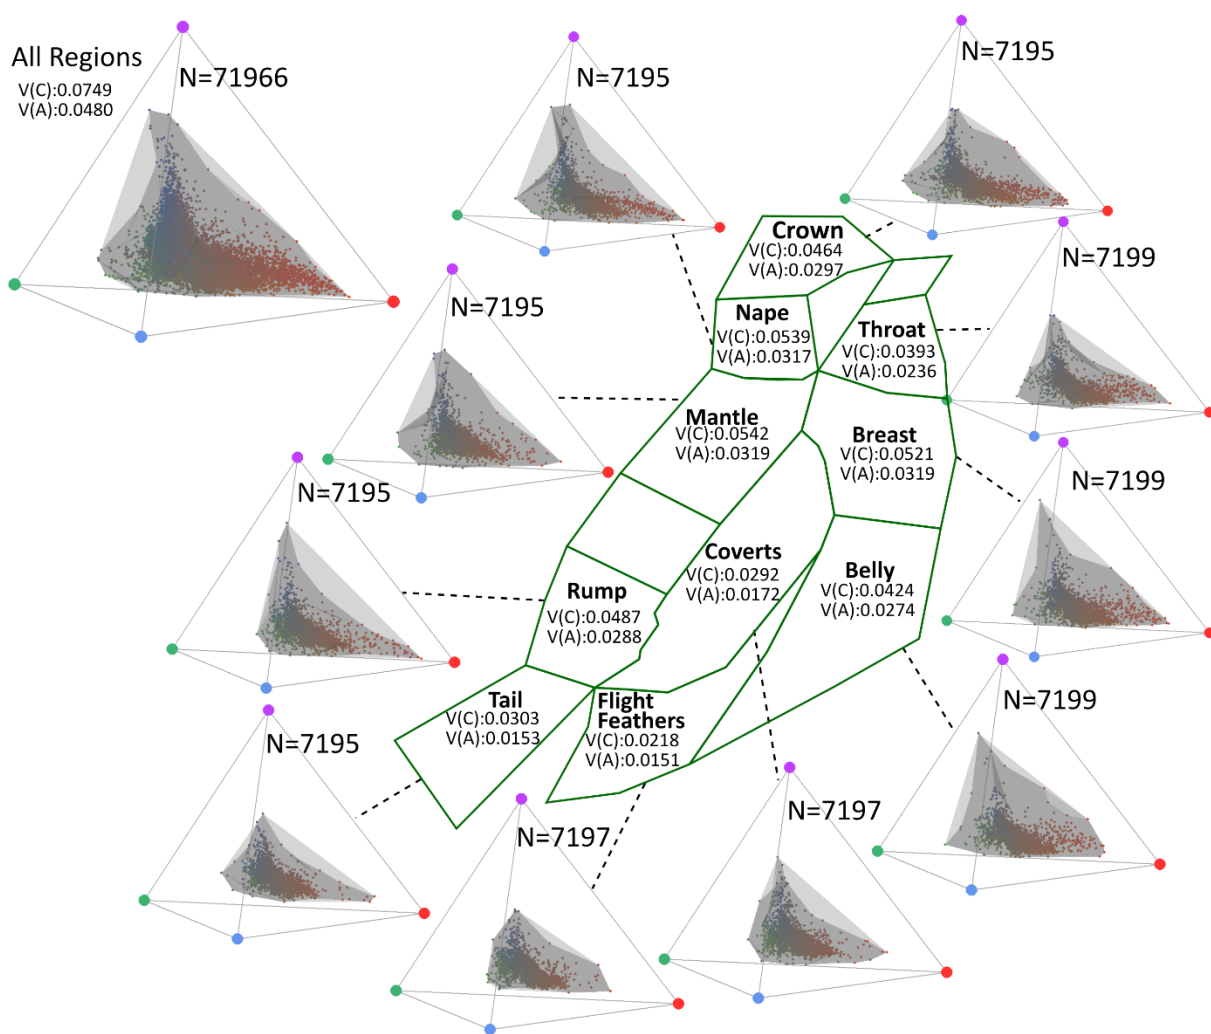 All Regions
V(C):0.0749
V(A):0.0480
N=71966
N=7195
N=7195
Crown
V(C):0.0464
V(A):0.0297
N=7199
N=7195
Nape
V(C):0.0539
V(A):0.0317
Throat
V(C):0.0393
V(A):0.0236
Mantle
V(C):0.0542
V(A):0.0319
Breast
V(C):0.0521
V(A):0.0319
N=7199
N=7195
Coverts
V(C):0.0292
V(A):0.0172
Belly
V(C):0.0424
V(A):0.0274
Rump
V(C):0.0487
V(A):0.0288
Tail
V(C):0.0303
V(A):0.0153
Flight
Feathers
V(C):0.0218
V(A):0.0151
N=7199
N=7195
N=7197
N=7197